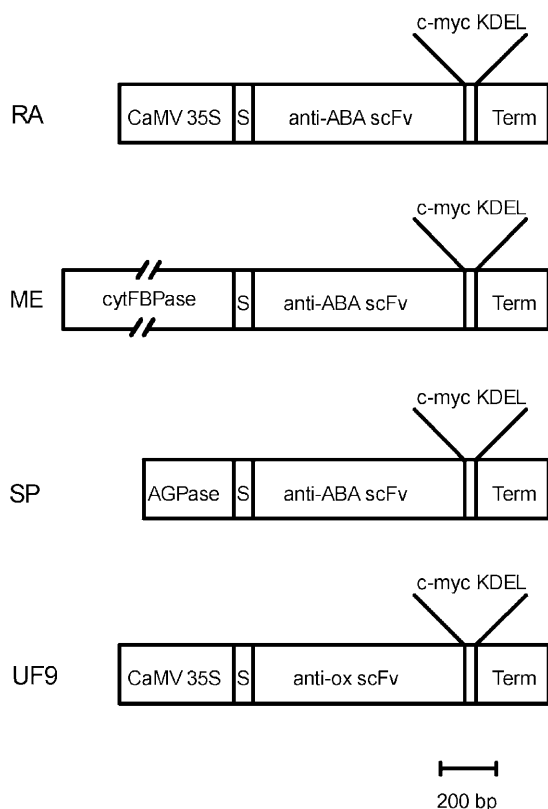 c-myc KDEL
RA CaMV 35S S anti-ABA scFv Term
c-myc KDEL
ME cytFBPase S anti-ABA scFv Term
c-myc KDEL
SP AGPase S anti-ABA scFv Term
c-myc KDEL
UF9 CaMV 35S S anti-ox scFv Term
200 bp